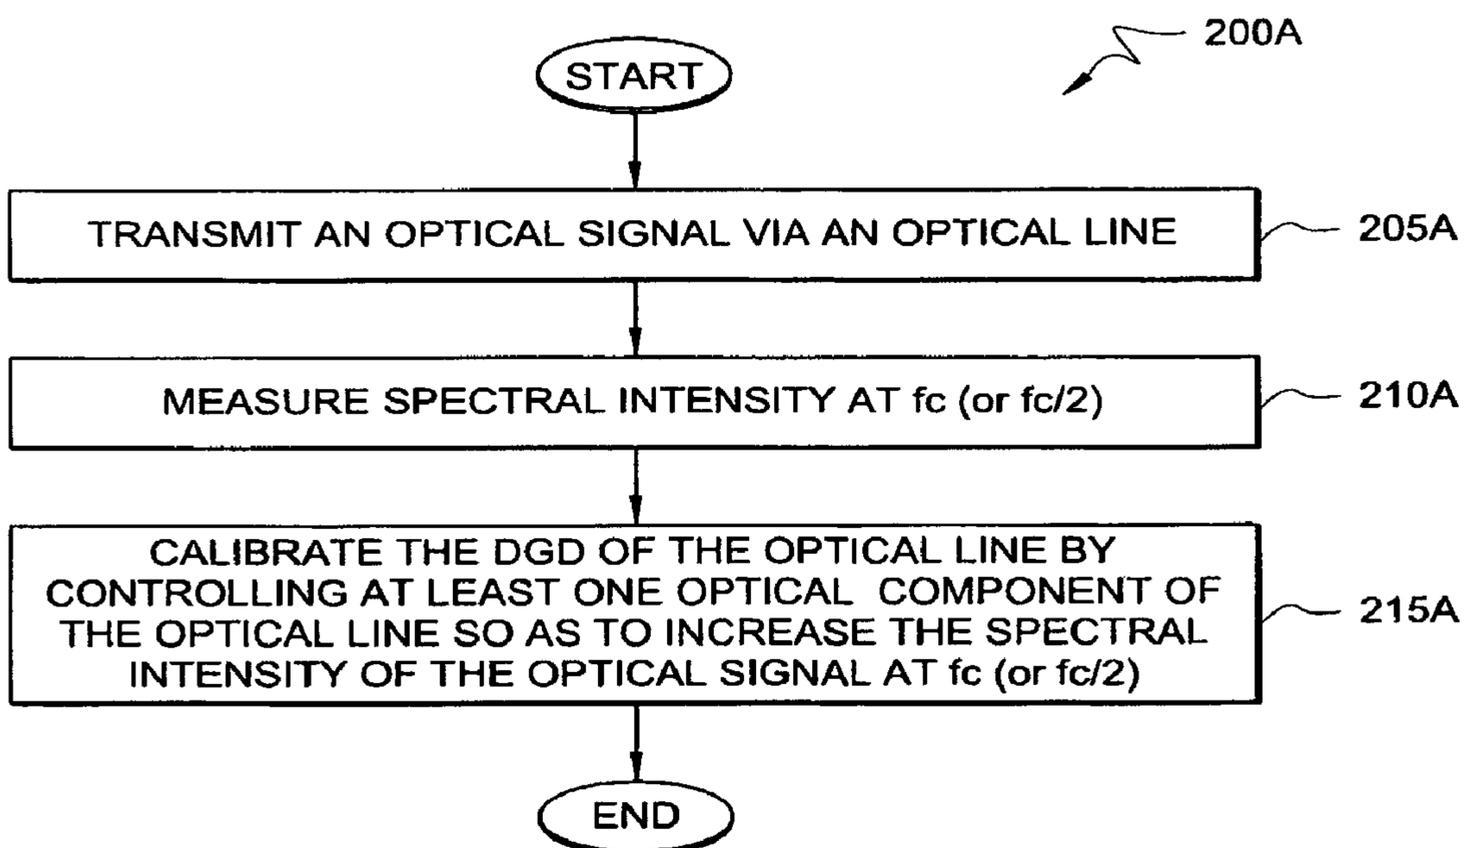 200A
START
TRANSMIT AN OPTICAL SIGNAL VIA AN OPTICAL LINE
205A
MEASURE SPECTRAL INTENSITY AT fc (or fc/2)
210A
CALIBRATE THE DGD OF THE OPTICAL LINE BY
CONTROLLING AT LEAST ONE OPTICAL COMPONENT OF
THE OPTICAL LINE SO AS TO INCREASE THE SPECTRAL
INTENSITY OF THE OPTICAL SIGNAL AT fc (or fc/2)
215A
END